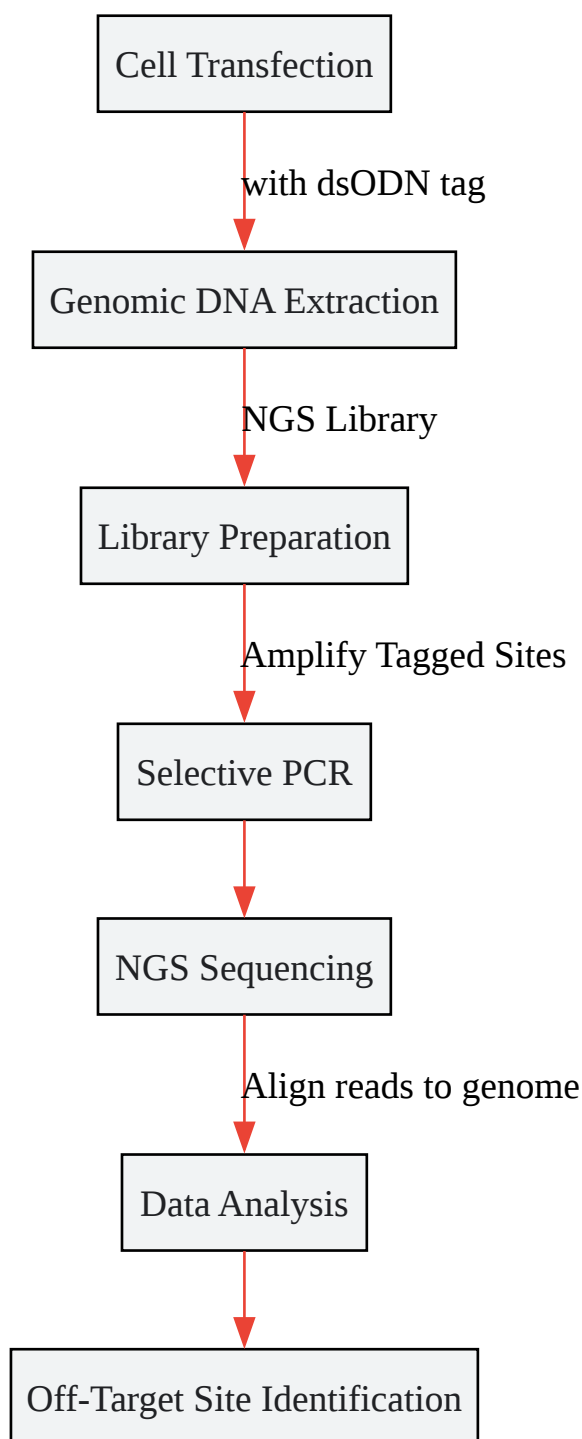 Cell Transfection
with dsODN tag
Genomic DNA Extraction
NGS Library
Library Preparation
Amplify Tagged Sites
Selective PCR
NGS Sequencing
Align reads to genome
Data Analysis
Off-Target Site Identification